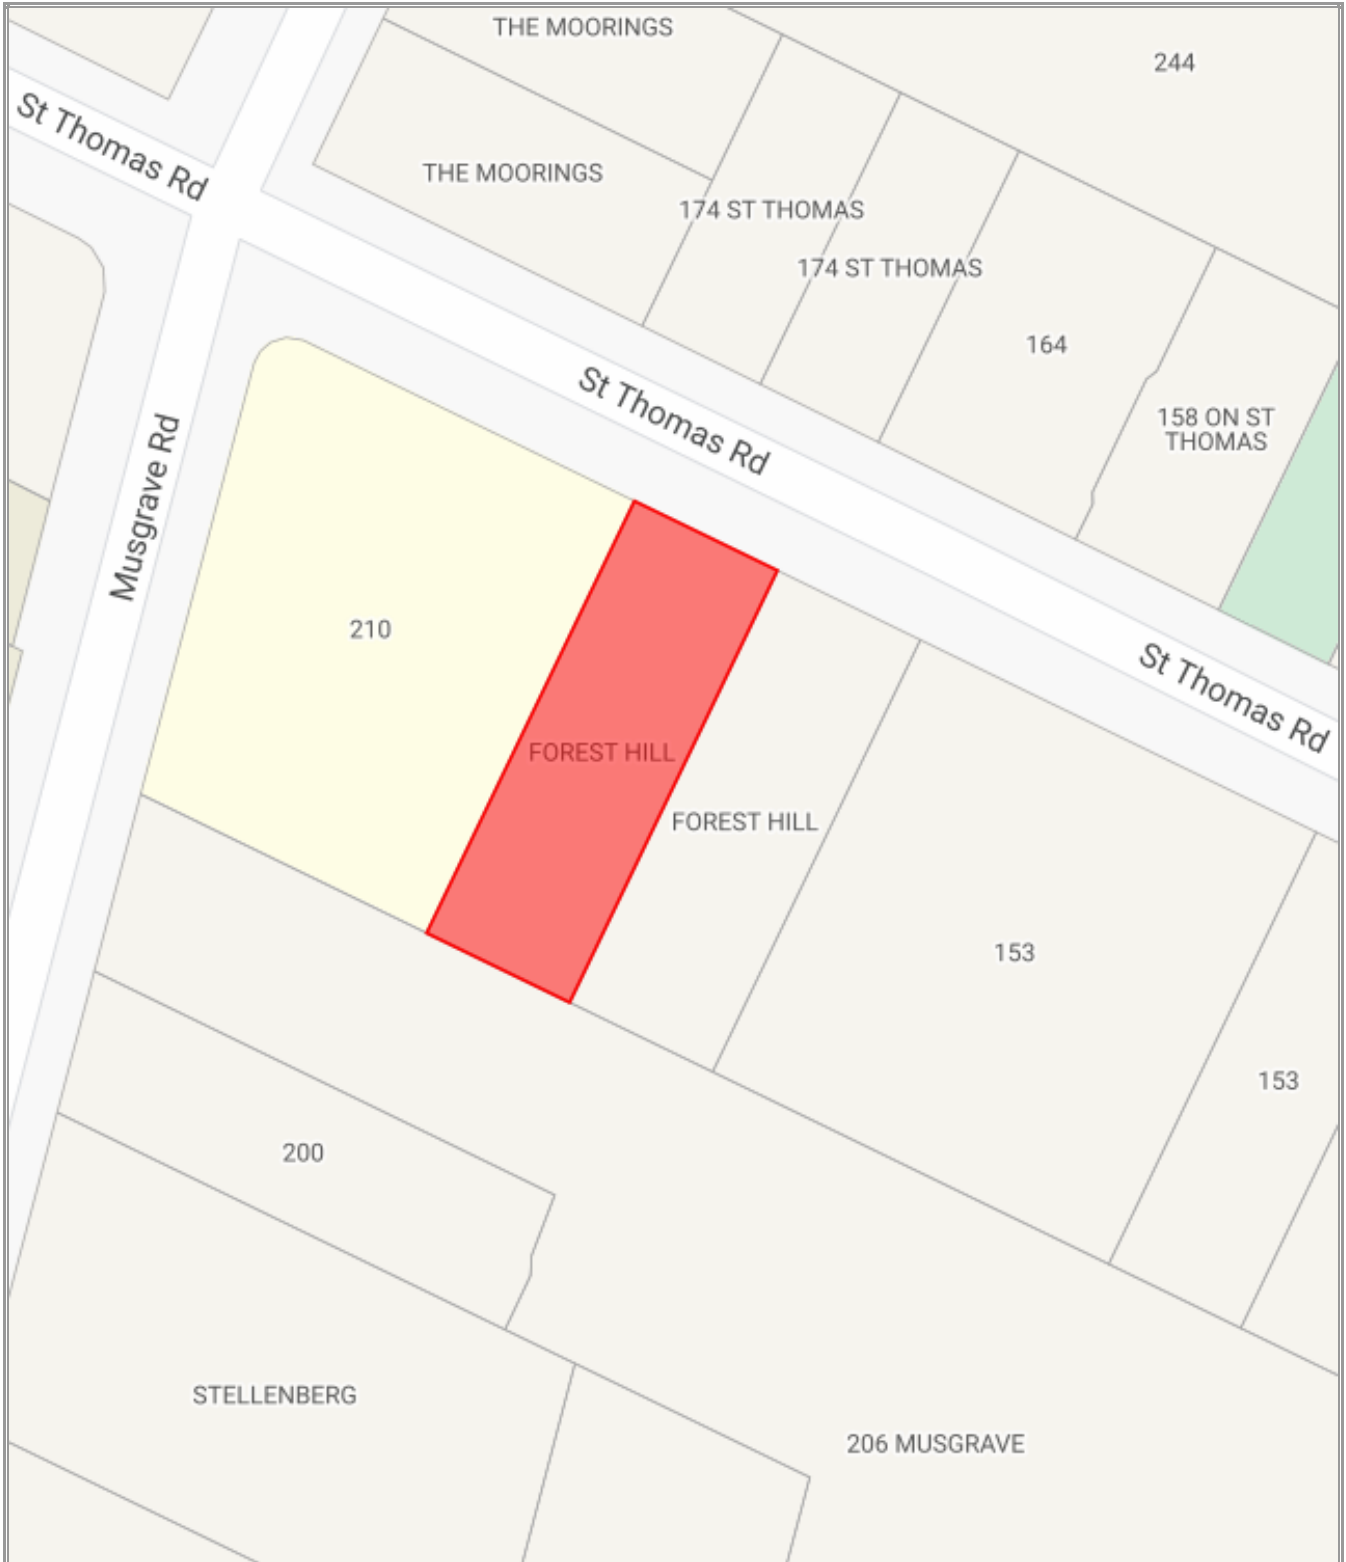 THE MOORINGS
244
St Thomas Rd
THE MOORINGS
174 ST THOMAS
174 ST THOMAS
164
St Thomas Rd
158 ON ST
THOMAS
Musgrave Rd
210
St Thomas Rd
FOREST HILL
FOREST HILL
153
153
200
STELLENBERG
206 MUSGRAVE